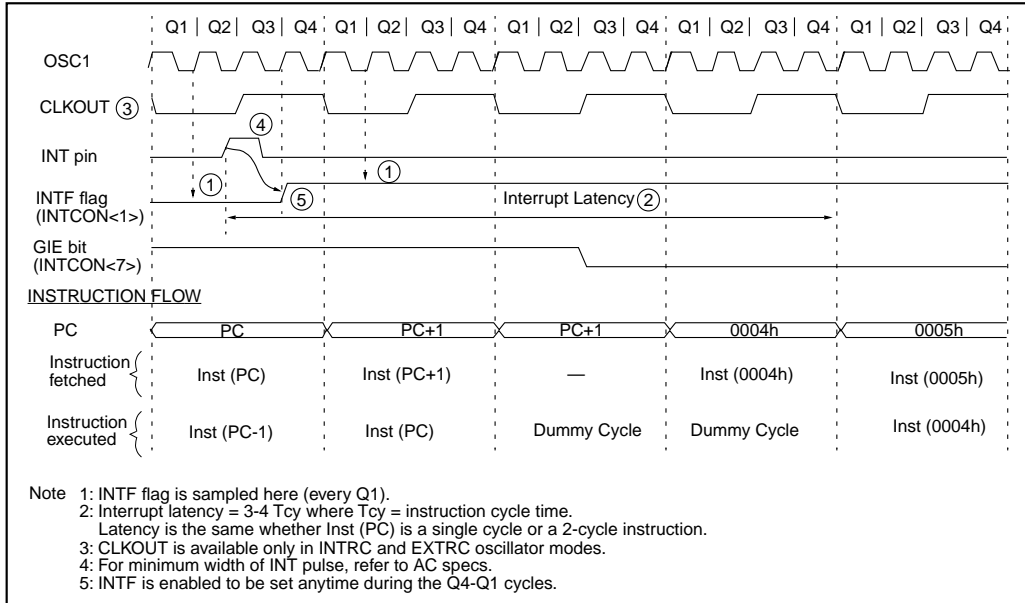 Q1 | Q2 | Q3 | Q4 | Q1 | Q2 | Q3 | Q4 | Q1 | Q2 | Q3 | Q4 | Q1 | Q2 | Q3 | Q4 | Q1 | Q2 | Q3 | Q4
OSC1
CLKOUT ③
④
INT pin
① ①
INTF flag
(INTCON<1>)
⑤ Interrupt Latency ②
GIE bit
(INTCON<7>)
INSTRUCTION FLOW
PC PC PC+1 PC+1 0004h 0005h
Instruction
fetched
Inst (PC) Inst (PC+1) — Inst (0004h) Inst (0005h)
Instruction
executed
Inst (PC-1) Inst (PC) Dummy Cycle Dummy Cycle Inst (0004h)
Note 1: INTF flag is sampled here (every Q1).
2: Interrupt latency = 3-4 Tcy where Tcy = instruction cycle time.
Latency is the same whether Inst (PC) is a single cycle or a 2-cycle instruction.
3: CLKOUT is available only in INTRC and EXTRC oscillator modes.
4: For minimum width of INT pulse, refer to AC specs.
5: INTF is enabled to be set anytime during the Q4-Q1 cycles.